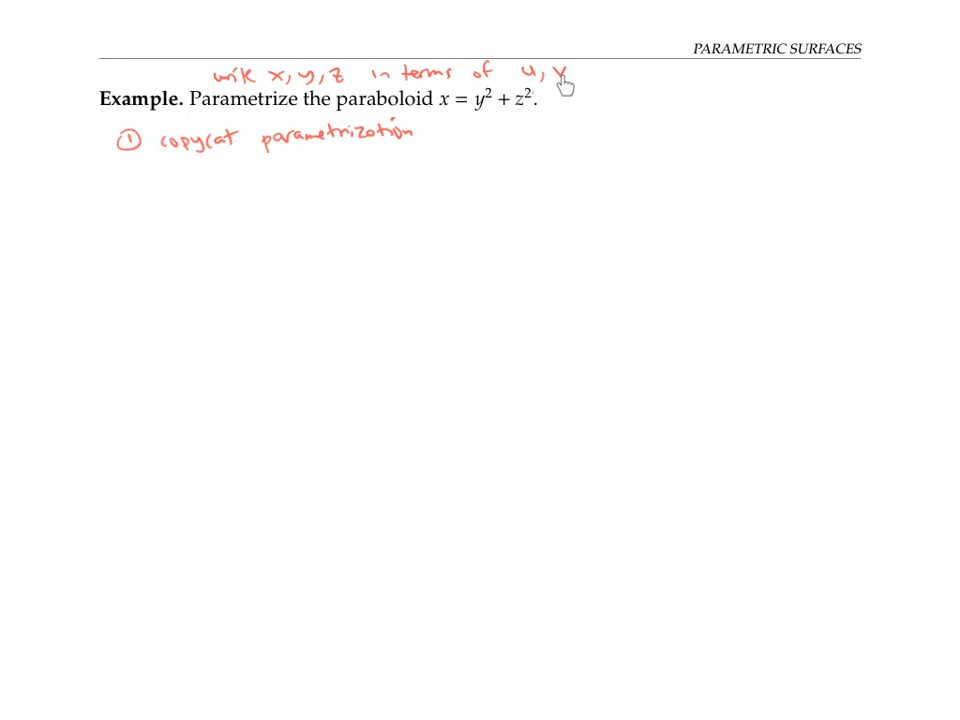 PARAMETRIC SURFACES
write x, y, z in terms of u, v
Example. Parametrize the paraboloid x = y² + z².
① copycat parametrization